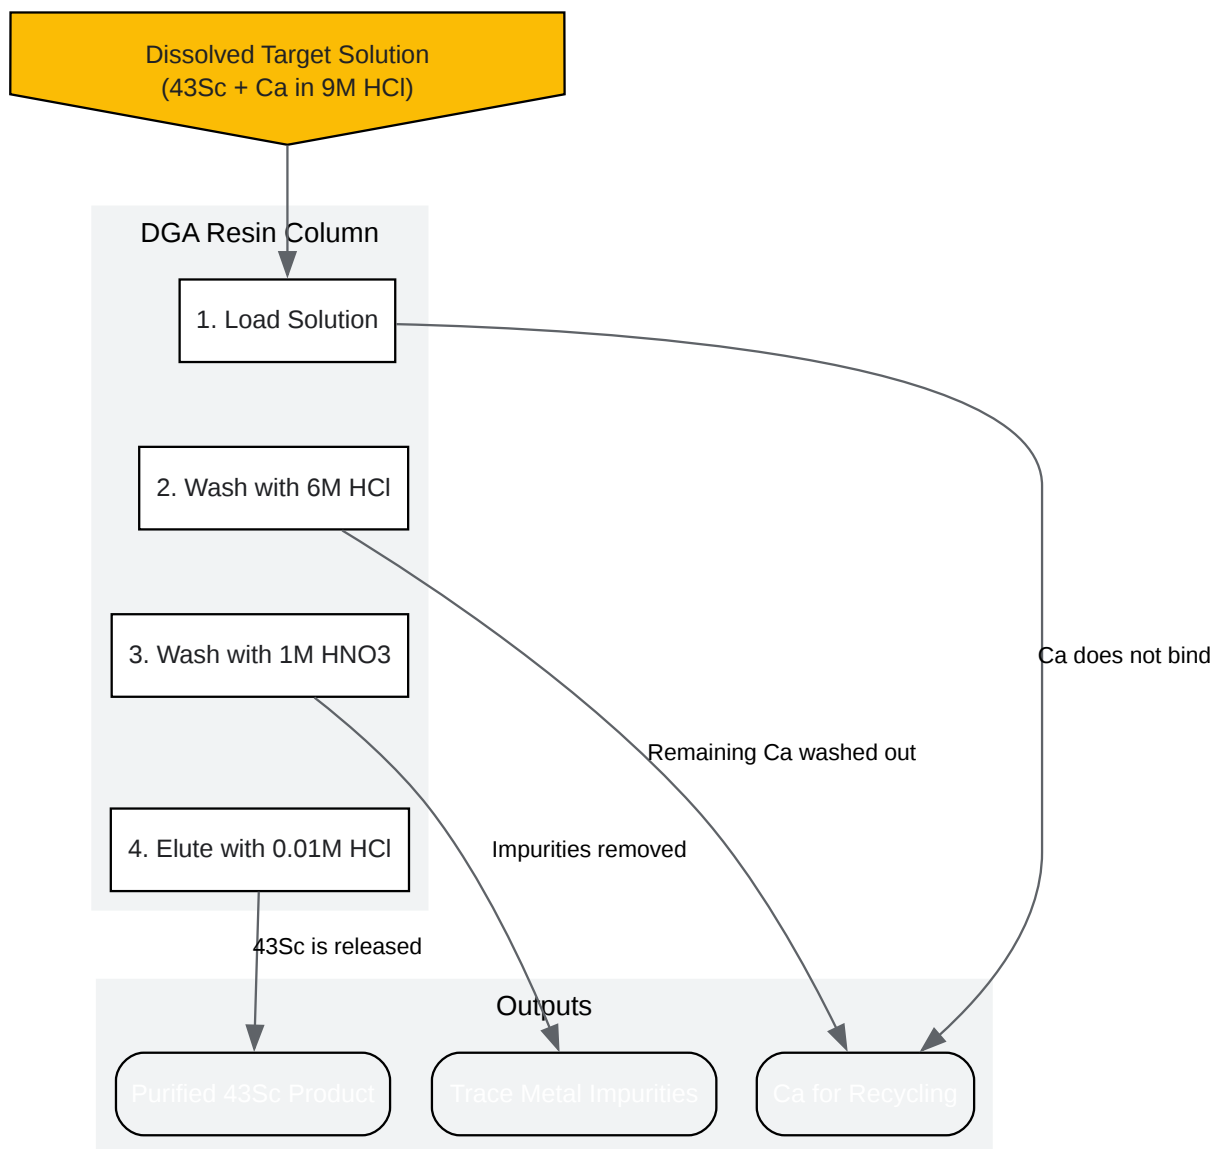 Dissolved Target Solution
(43Sc + Ca in 9M HCl)
DGA Resin Column
1. Load Solution
2. Wash with 6M HCl
3. Wash with 1M HNO3
Ca does not bind
Remaining Ca washed out
4. Elute with 0.01M HCl
Impurities removed
43Sc is released
Outputs
Purified 43Sc Product
Trace Metal Impurities
Ca for Recycling